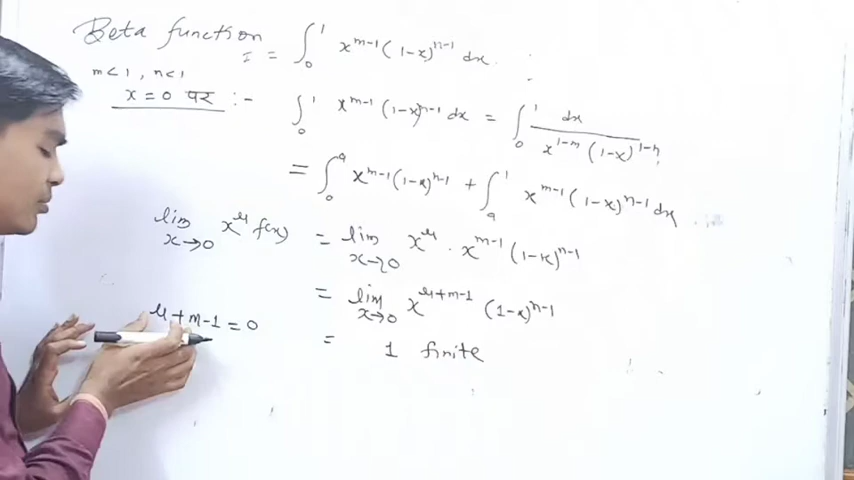 Beta function I = ∫₀¹ x^{m-1} (1-x)^{n-1} dx.
m<1, n<1
x=0 पर :- ∫₀¹ x^{m-1} (1-x)^{n-1} dx = ∫₀¹ dx / x^{1-m} (1-x)^{1-n}
= ∫₀^a x^{m-1} (1-x)^{n-1} + ∫ₐ¹ x^{m-1} (1-x)^{n-1} dx
lim x→0 x^μ f(x) = lim x→0 x^μ · x^{m-1} (1-x)^{n-1}
= lim x→0 x^{μ+m-1} (1-x)^{n-1}
μ+m-1=0
= 1 finite